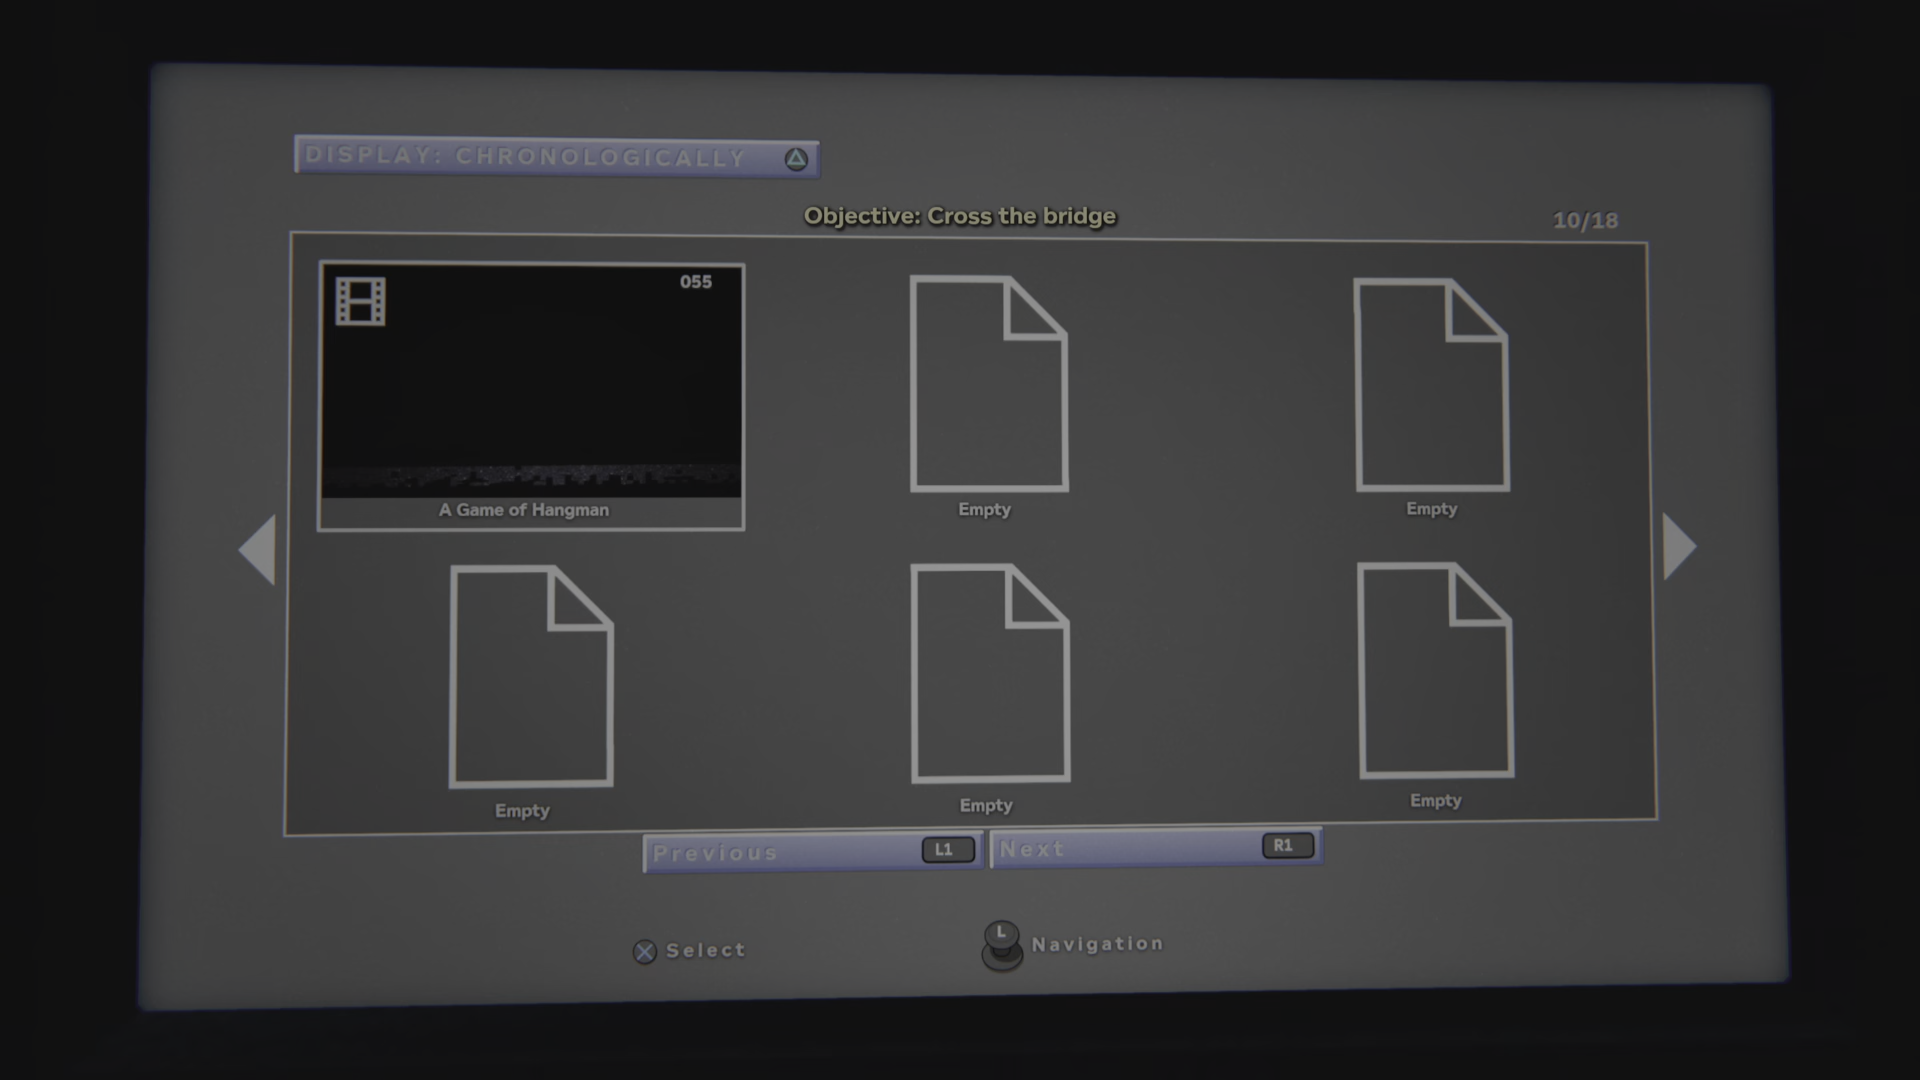 DISPLAY: CHRONOLOGICALLY
Objective: Cross the bridge
10/18
055
A Game of Hangman
Empty
Empty
Empty
Empty
Empty
Previous L1
Next R1
Select
L Navigation